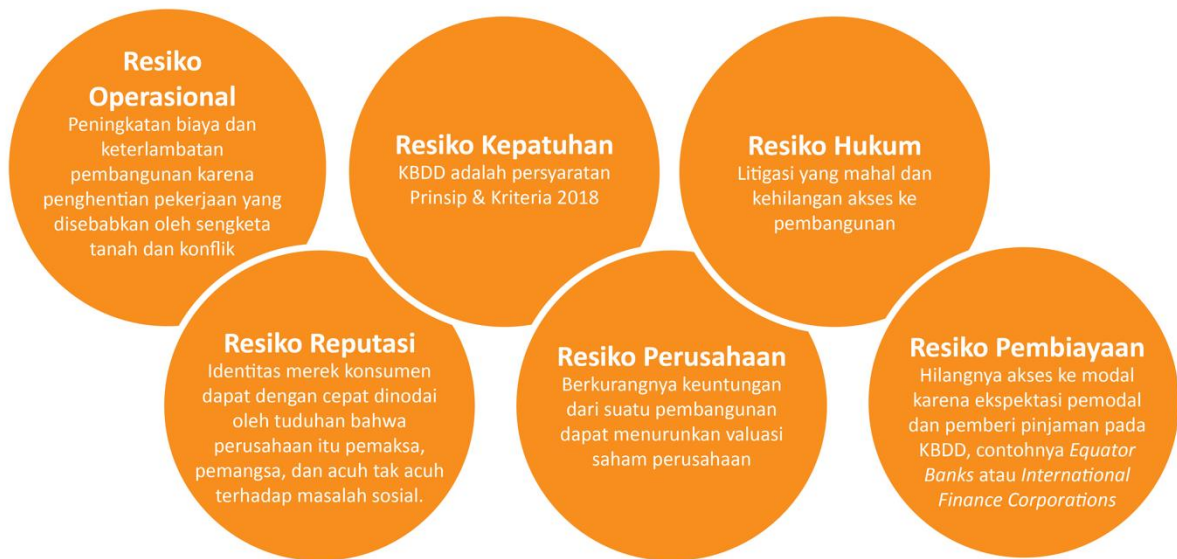 Resiko
Operasional
Peningkatan biaya dan
keterlambatan
pembangunan karena
penghentian pekerjaan yang
disebabkan oleh sengketa
tanah dan konflik
Resiko Reputasi
Identitas merek konsumen
dapat dengan cepat dinodai
oleh tuduhan bahwa
perusahaan itu pemaksa,
pemangsa, dan acuh tak acuh
terhadap masalah sosial.
Resiko Kepatuhan
KBDD adalah persyaratan
Prinsip & Kriteria 2018
Resiko Perusahaan
Berkurangnya keuntungan
dari suatu pembangunan
dapat menurunkan valuasi
saham perusahaan
Resiko Hukum
Litigasi yang mahal dan
kehilangan akses ke
pembangunan
Resiko Pembiayaan
Hilangnya akses ke modal
karena ekspektasi pemodal
dan pemberi pinjaman pada
KBDD, contohnya Equator
Banks atau International
Finance Corporations